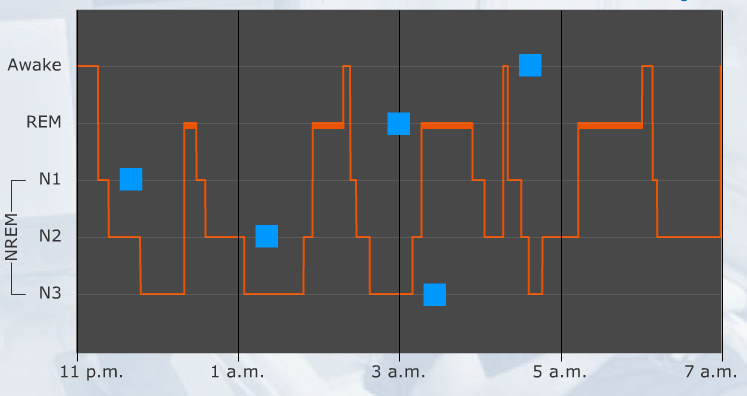 Awake
REM
N1
NREM
N2
N3
11 p.m.
1 a.m.
3 a.m.
5 a.m.
7 a.m.